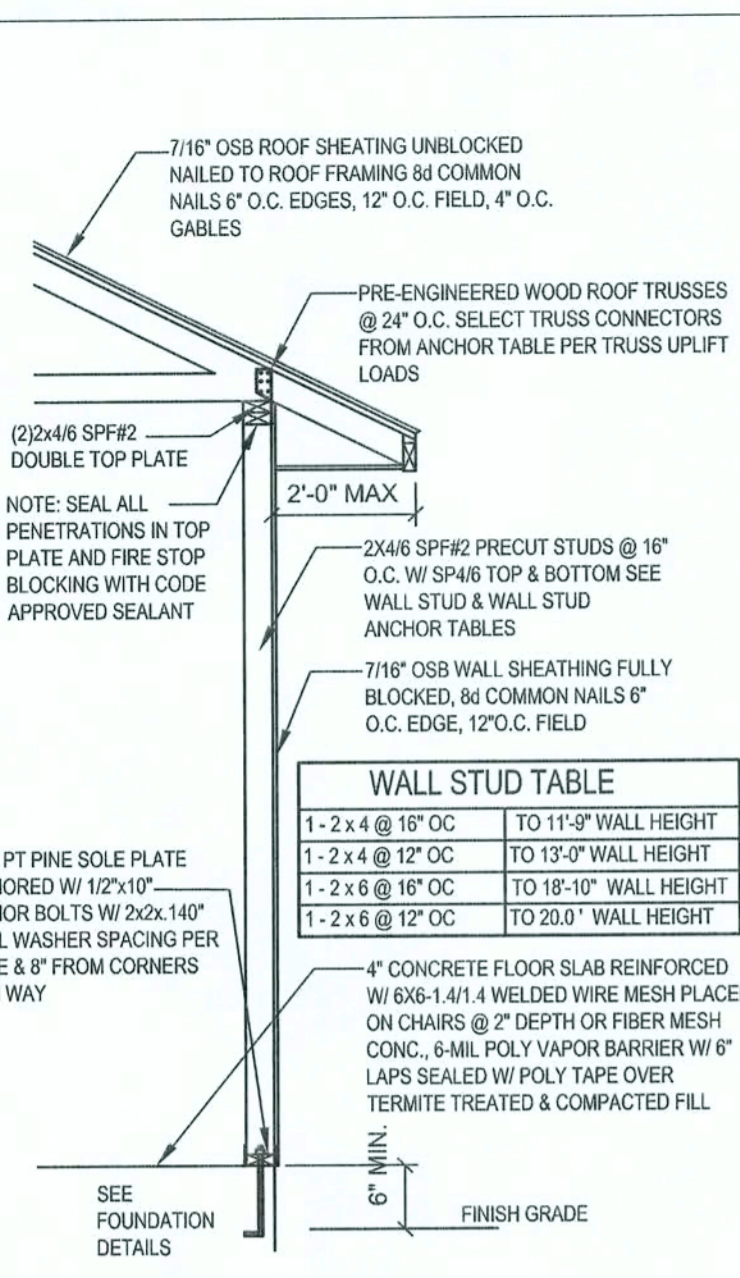 7/16" OSB ROOF SHEATING UNBLOCKED
NAILED TO ROOF FRAMING 8d COMMON
NAILS 6" O.C. EDGES, 12" O.C. FIELD, 4" O.C.
GABLES
PRE-ENGINEERED WOOD ROOF TRUSSES
@ 24" O.C. SELECT TRUSS CONNECTORS
FROM ANCHOR TABLE PER TRUSS UPLIFT
LOADS
(2)2x4/6 SPF#2
DOUBLE TOP PLATE
2'-0" MAX
NOTE: SEAL ALL
PENETRATIONS IN TOP
PLATE AND FIRE STOP
BLOCKING WITH CODE
APPROVED SEALANT
2X4/6 SPF#2 PRECUT STUDS @ 16"
O.C. W/ SP4/6 TOP & BOTTOM SEE
WALL STUD & WALL STUD
ANCHOR TABLES
7/16" OSB WALL SHEATHING FULLY
BLOCKED, 8d COMMON NAILS 6"
O.C. EDGE, 12"O.C. FIELD
WALL STUD TABLE
1 - 2 x 4 @ 16" OC TO 11'-9" WALL HEIGHT
1 - 2 x 4 @ 12" OC TO 13'-0" WALL HEIGHT
1 - 2 x 6 @ 16" OC TO 18'-10" WALL HEIGHT
1 - 2 x 6 @ 12" OC TO 20.0' WALL HEIGHT
PT PINE SOLE PLATE
ORED W/ 1/2"x10"
OR BOLTS W/ 2x2x.140"
WASHER SPACING PER
E & 8" FROM CORNERS
WAY
4" CONCRETE FLOOR SLAB REINFORCED
W/ 6X6-1.4/1.4 WELDED WIRE MESH PLACE
ON CHAIRS @ 2" DEPTH OR FIBER MESH
CONC., 6-MIL POLY VAPOR BARRIER W/ 6"
LAPS SEALED W/ POLY TAPE OVER
TERMITE TREATED & COMPACTED FILL
6" MIN.
SEE
FOUNDATION
DETAILS
FINISH GRADE